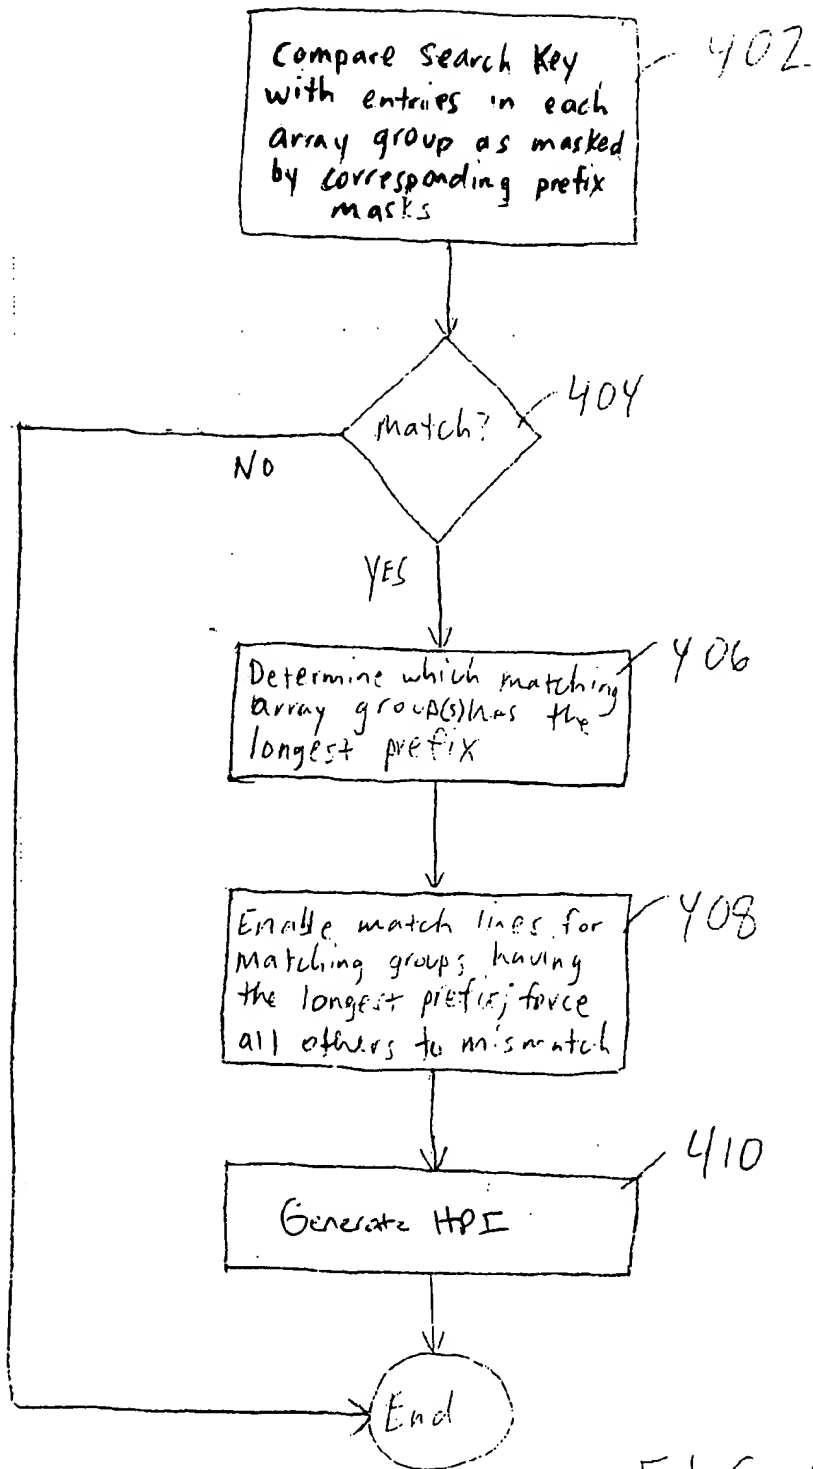 Compare Search Key
with entries in each
array group as masked
by corresponding prefix
masks
402
Match?
404
NO
YES
Determine which matching
array group(s) has the
longest prefix
406
Enable match lines for
matching groups having
the longest prefix; force
all others to mismatch
408
Generate HPI
410
End